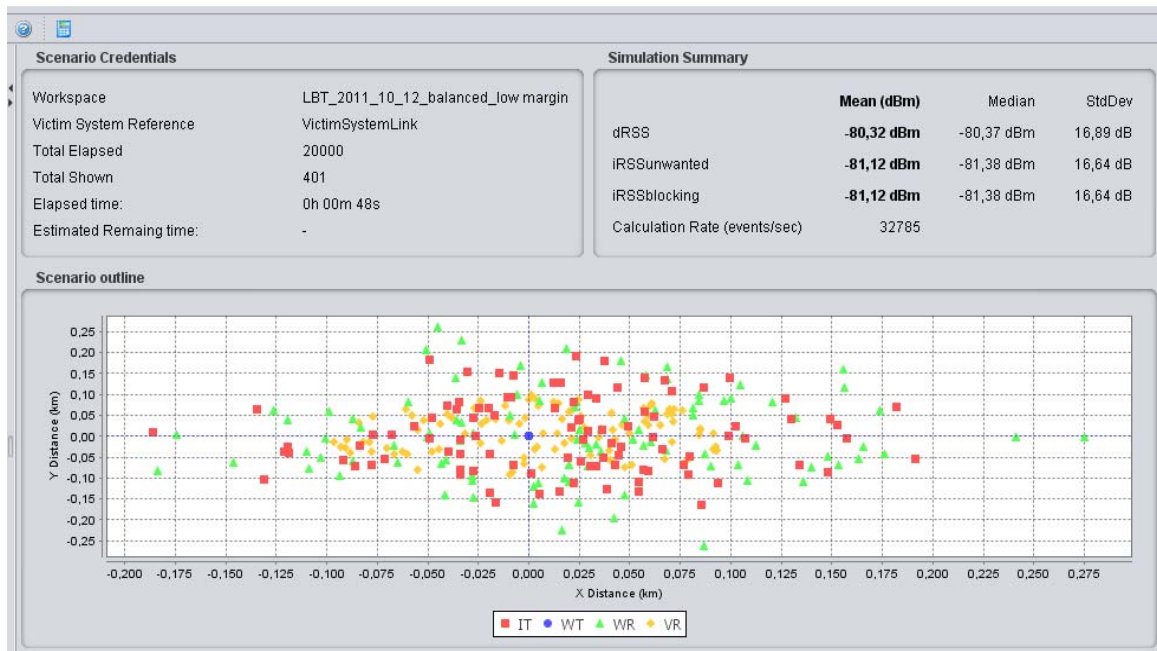 Scenario Credentials
Workspace LBT_2011_10_12_balanced_low margin
Victim System Reference VictimSystemLink
Total Elapsed 20000
Total Shown 401
Elapsed time: 0h 00m 48s
Estimated Remaing time: -
Simulation Summary
Mean (dBm) Median StdDev
dRSS -80,32 dBm -80,37 dBm 16,89 dB
iRSSunwanted -81,12 dBm -81,38 dBm 16,64 dB
iRSSblocking -81,12 dBm -81,38 dBm 16,64 dB
Calculation Rate (events/sec) 32785
Scenario outline
Y Distance (km)
0,25
0,20
0,15
0,10
0,05
0,00
-0,05
-0,10
-0,15
-0,20
-0,25
-0,200 -0,175 -0,150 -0,125 -0,100 -0,075 -0,050 -0,025 0,000 0,025 0,050 0,075 0,100 0,125 0,150 0,175 0,200 0,225 0,250 0,275
X Distance (km)
IT WT WR VR